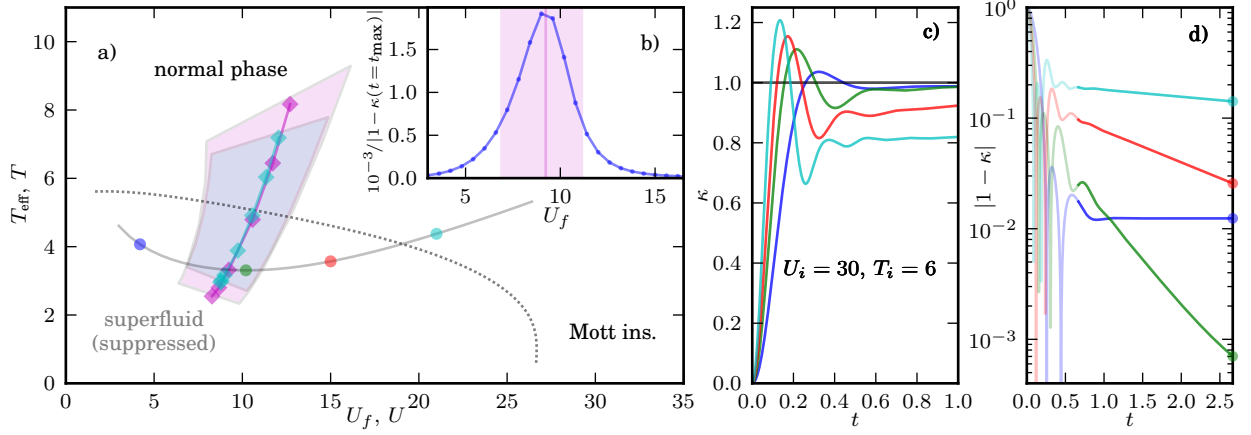 a)
normal phase
superfluid
(suppressed)
Mott ins.
T_eff, T
0
2
4
6
8
10
0
5
10
15
20
25
30
35
U_f, U
b)
10^{-3}/|1 − κ(t = t_max)|
0.0
0.5
1.0
1.5
5
10
15
U_f
c)
κ
0.0
0.2
0.4
0.6
0.8
1.0
1.2
U_i = 30, T_i = 6
0.0
0.2
0.4
0.6
0.8
1.0
t
d)
|1 − κ|
10^0
10^{-1}
10^{-2}
10^{-3}
0.0
0.5
1.0
1.5
2.0
2.5
t